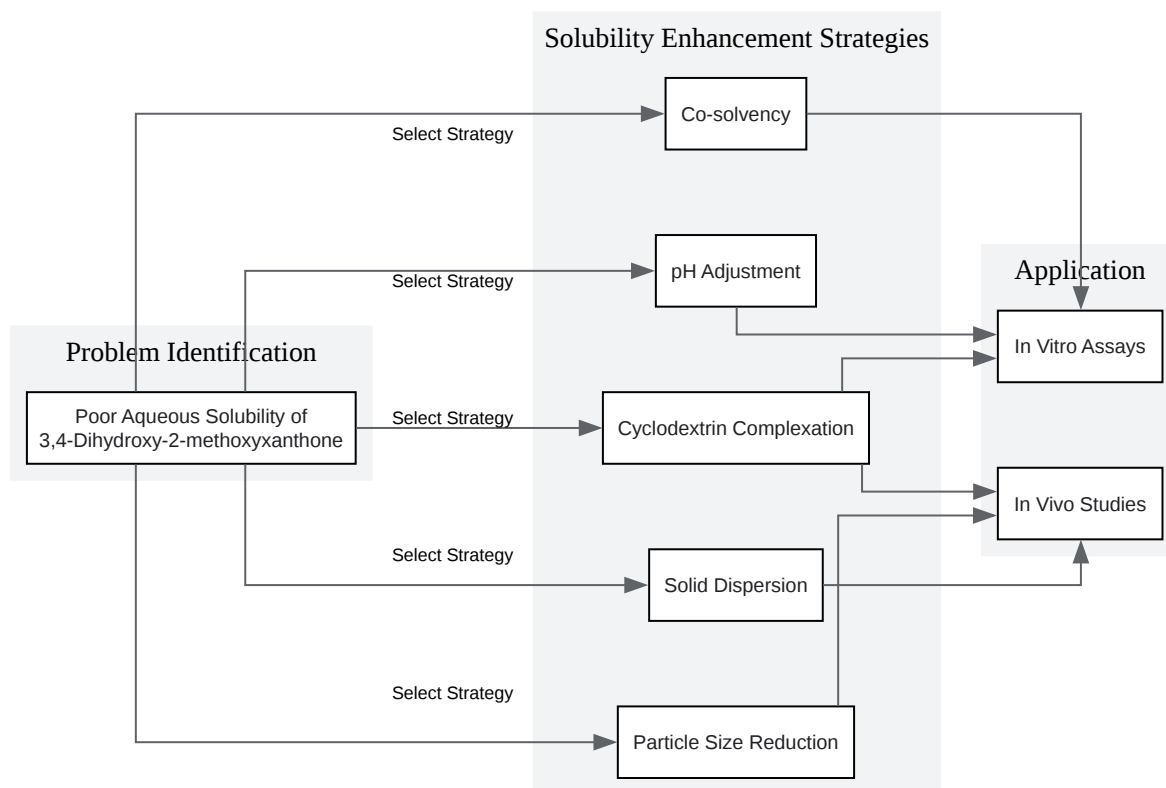 Solubility Enhancement Strategies
Co-solvency
Select Strategy
pH Adjustment
Select Strategy
Application
In Vitro Assays
Problem Identification
Poor Aqueous Solubility of
3,4-Dihydroxy-2-methoxyxanthone
Select Strategy
Cyclodextrin Complexation
In Vivo Studies
Select Strategy
Solid Dispersion
Select Strategy
Particle Size Reduction